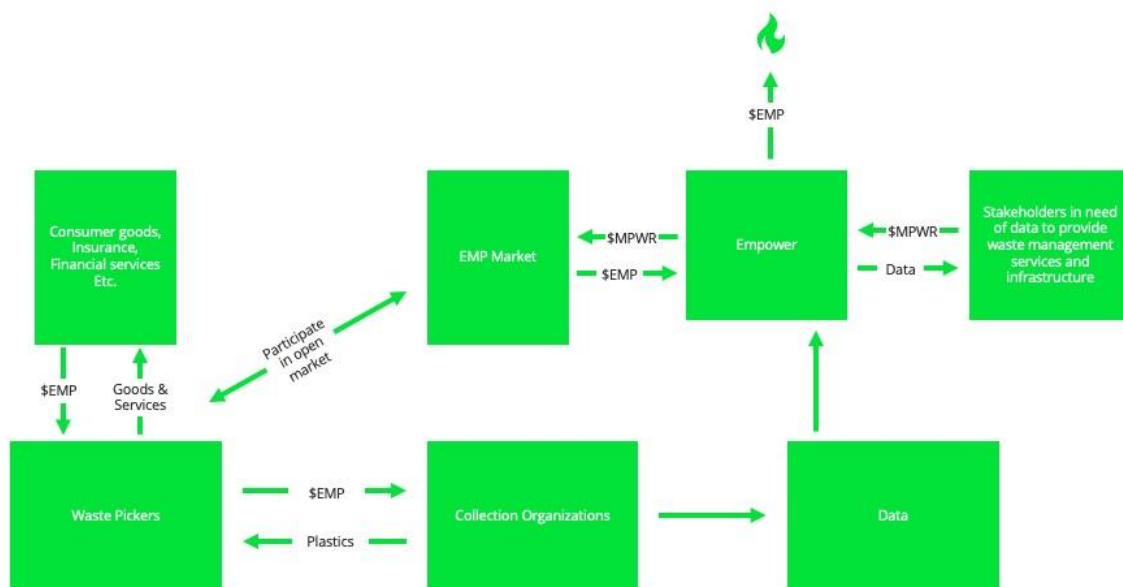 $EMP
Consumer goods,
Insurance,
Financial services
Etc.
EMP Market
$MPWR
$EMP
Empower
$MPWR
Data
Stakeholders in need
of data to provide
waste management
services and
infrastructure
Participate
in open
market
$EMP
Goods &
Services
Waste Pickers
$EMP
Plastics
Collection Organizations
Data